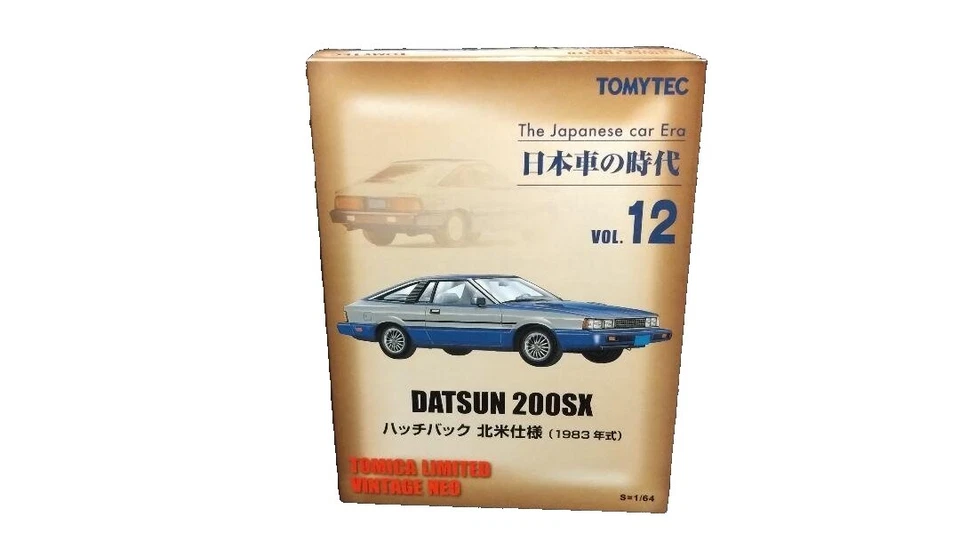 TOMYTEC
The Japanese car Era
日本車の時代
VOL. 12
DATSUN 200SX
ハッチバック 北米仕様 (1983年式)
TOMICA LIMITED
VINTAGE NEO
S=1/64